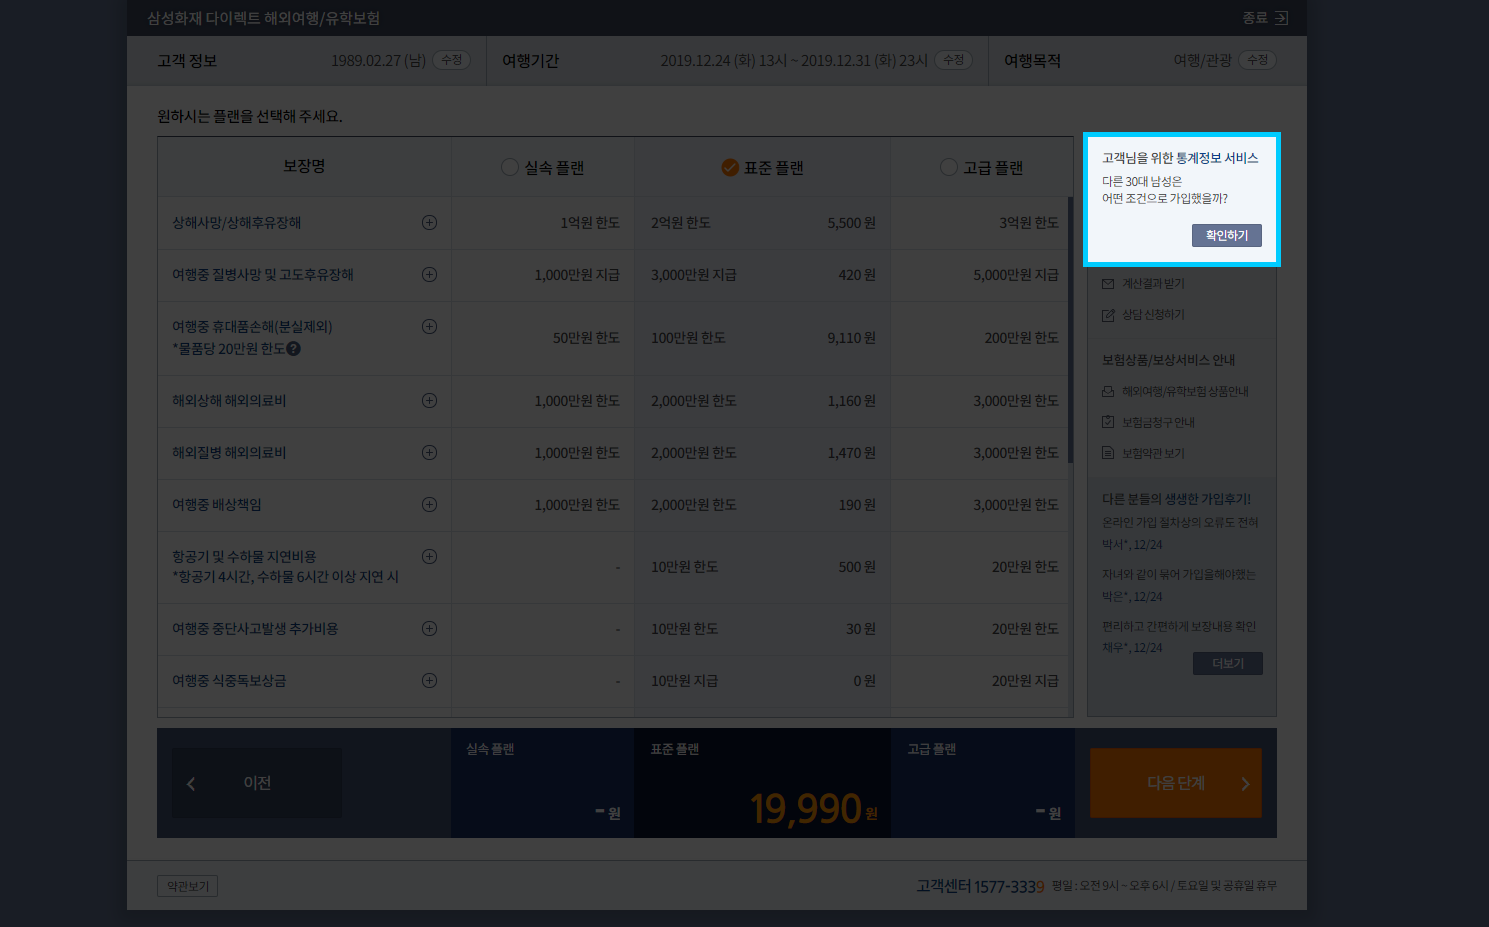 삼성화재 다이렉트 해외여행/유학보험
종료
고객 정보 1989.02.27 (남) 수정 여행기간 2019.12.24 (화) 13시 ~ 2019.12.31 (화) 23시 수정 여행목적 여행/관광 수정
원하시는 플랜을 선택해 주세요.
보장명 실속 플랜 표준 플랜 고급 플랜
상해사망/상해후유장해 1억원 한도 2억원 한도 5,500 원 3억원 한도
여행중 질병사망 및 고도후유장해 1,000만원 지급 3,000만원 지급 420 원 5,000만원 지급
여행중 휴대품손해(분실제외)
*물품당 20만원 한도? 50만원 한도 100만원 한도 9,110 원 200만원 한도
해외상해 해외의료비 1,000만원 한도 2,000만원 한도 1,160 원 3,000만원 한도
해외질병 해외의료비 1,000만원 한도 2,000만원 한도 1,470 원 3,000만원 한도
여행중 배상책임 1,000만원 한도 2,000만원 한도 190 원 3,000만원 한도
항공기 및 수하물 지연비용
*항공기 4시간, 수하물 6시간 이상 지연 시 - 10만원 한도 500 원 20만원 한도
여행중 중단사고발생 추가비용 - 10만원 한도 30 원 20만원 한도
여행중 식중독보상금 - 10만원 지급 0 원 20만원 지급
고객님을 위한 통계정보 서비스
다른 30대 남성은
어떤 조건으로 가입했을까?
확인하기
계산결과 받기
상담 신청하기
보험상품/보상서비스 안내
해외여행/유학보험 상품안내
보험금청구 안내
보험약관 보기
다른 분들의 생생한 가입후기!
온라인 가입 절차상의 오류도 전혀
박서*, 12/24
자녀와 같이 묶어 가입을해야했는
박은*, 12/24
편리하고 간편하게 보장내용 확인
채우*, 12/24
더보기
이전
실속 플랜
- 원
표준 플랜
19,990 원
고급 플랜
- 원
다음 단계
약관보기
고객센터 1577-3339 평일 : 오전 9시 ~ 오후 6시 / 토요일 및 공휴일 휴무